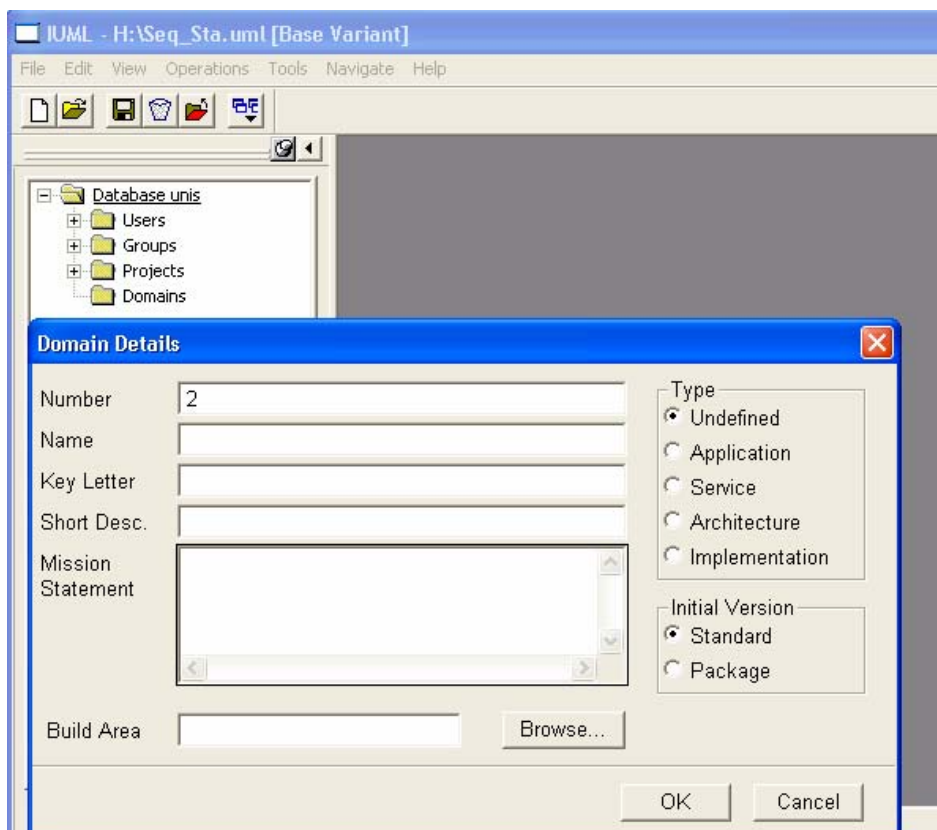 IUML - H:\Seq_Sta.uml [Base Variant]
File Edit View Operations Tools Navigate Help
Database unis
Users
Groups
Projects
Domains
Domain Details
Number 2
Name
Key Letter
Short Desc.
Mission
Statement
Build Area Browse...
Type
Undefined
Application
Service
Architecture
Implementation
Initial Version
Standard
Package
OK Cancel